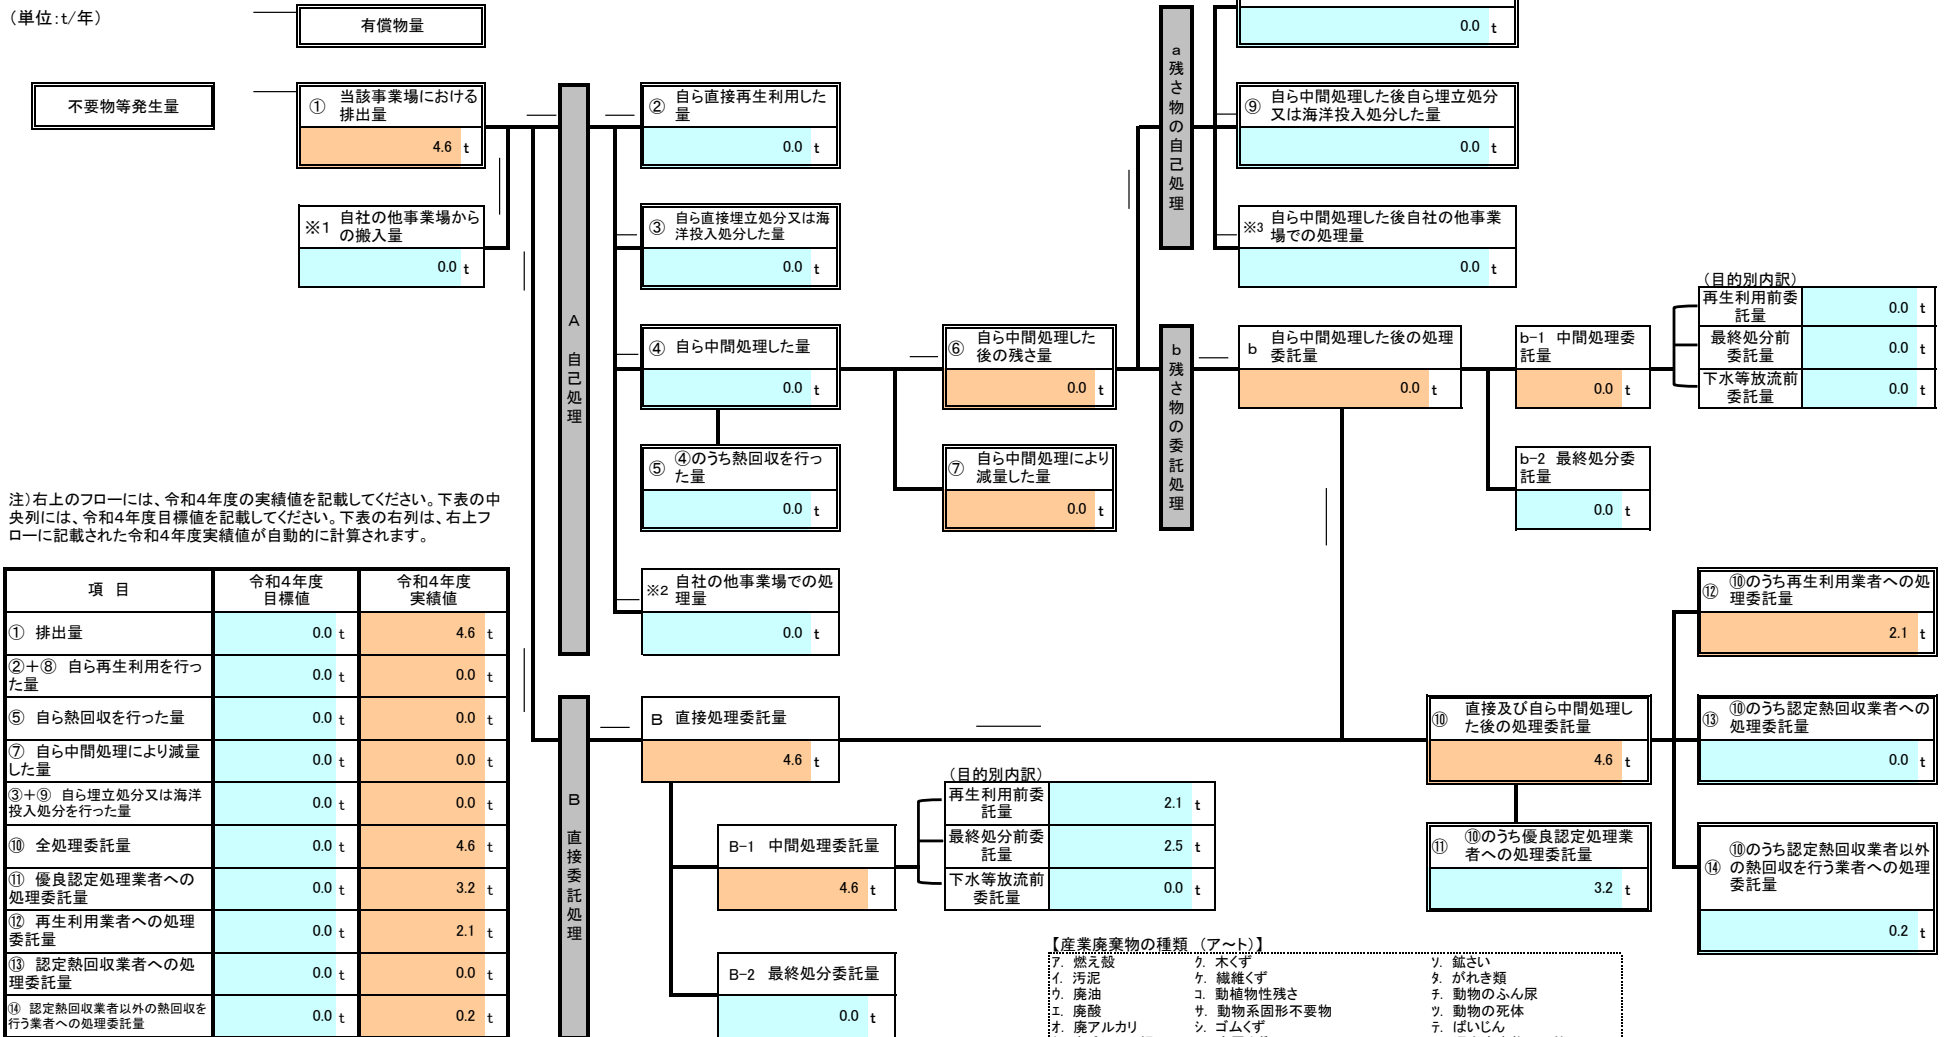 (単位:t/年)
有償物量
不要物等発生量
① 当該事業場における
排出量
4.6 t
※1 自社の他事業場から
の搬入量
0.0 t
A 自己処理
② 自ら直接再生利用した
量
0.0 t
③ 自ら直接埋立処分又は海
洋投入処分した量
0.0 t
④ 自ら中間処理した量
0.0 t
⑤ ④のうち熱回収を行っ
た量
0.0 t
※2 自社の他事業場での処
理量
0.0 t
⑥ 自ら中間処理した
後の残さ量
0.0 t
⑦ 自ら中間処理により
減量した量
0.0 t
a 残さ物の自己処理
0.0 t
⑨ 自ら中間処理した後自ら埋立処分
又は海洋投入処分した量
0.0 t
※3 自ら中間処理した後自社の他事業
場での処理量
0.0 t
b 残さ物の委託処理
b 自ら中間処理した後の処理
委託量
0.0 t
b-1 中間処理委
託量
0.0 t
b-2 最終処分委
託量
0.0 t
(目的別内訳)
再生利用前委
託量
0.0 t
最終処分前
委託量
0.0 t
下水等放流前
委託量
0.0 t
注)右上のフローには、令和4年度の実績値を記載してください。下表の中
央列には、令和4年度目標値を記載してください。下表の右列は、右上フ
ローに記載された令和4年度実績値が自動的に計算されます。
項 目 令和4年度 目標値 令和4年度 実績値
① 排出量 0.0 t 4.6 t
②+⑧ 自ら再生利用を行っ
た量 0.0 t 0.0 t
⑤ 自ら熱回収を行った量 0.0 t 0.0 t
⑦ 自ら中間処理により減量
した量 0.0 t 0.0 t
③+⑨ 自ら埋立処分又は海洋
投入処分を行った量 0.0 t 0.0 t
⑩ 全処理委託量 0.0 t 4.6 t
⑪ 優良認定処理業者への
処理委託量 0.0 t 3.2 t
⑫ 再生利用業者への処理
委託量 0.0 t 2.1 t
⑬ 認定熱回収業者への処
理委託量 0.0 t 0.0 t
⑭ 認定熱回収業者以外の熱回収を
行う業者への処理委託量 0.0 t 0.2 t
B 直接委託処理
B 直接処理委託量
4.6 t
B-1 中間処理委託量
4.6 t
B-2 最終処分委託量
0.0 t
(目的別内訳)
再生利用前委
託量
2.1 t
最終処分前委
託量
2.5 t
下水等放流前
委託量
0.0 t
⑩ 直接及び自ら中間処理し
た後の処理委託量
4.6 t
⑪ ⑩のうち優良認定処理業
者への処理委託量
3.2 t
⑫ ⑩のうち再生利用業者への処
理委託量
2.1 t
⑬ ⑩のうち認定熱回収業者への
処理委託量
0.0 t
⑭ ⑩のうち認定熱回収業者以外
の熱回収を行う業者への処理
委託量
0.2 t
【産業廃棄物の種類 (ア~ト)】
ア. 燃え殻 ク. 木くず ソ. 鉱さい
イ. 汚泥 ケ. 繊維くず タ. がれき類
ウ. 廃油 コ. 動植物性残さ チ. 動物のふん尿
エ. 廃酸 サ. 動物系固形不要物 ツ. 動物の死体
オ. 廃アルカリ シ. ゴムくず テ. ばいじん